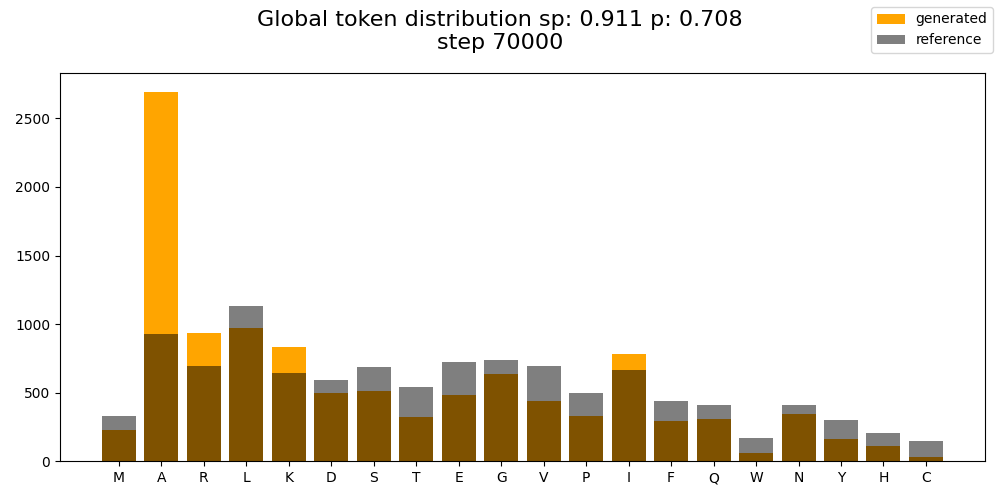 Global token distribution sp: 0.911 p: 0.708
step 70000
generated
reference
2500
2000
1500
1000
500
0
M A R L K D S T E G V P I F Q W N Y H C